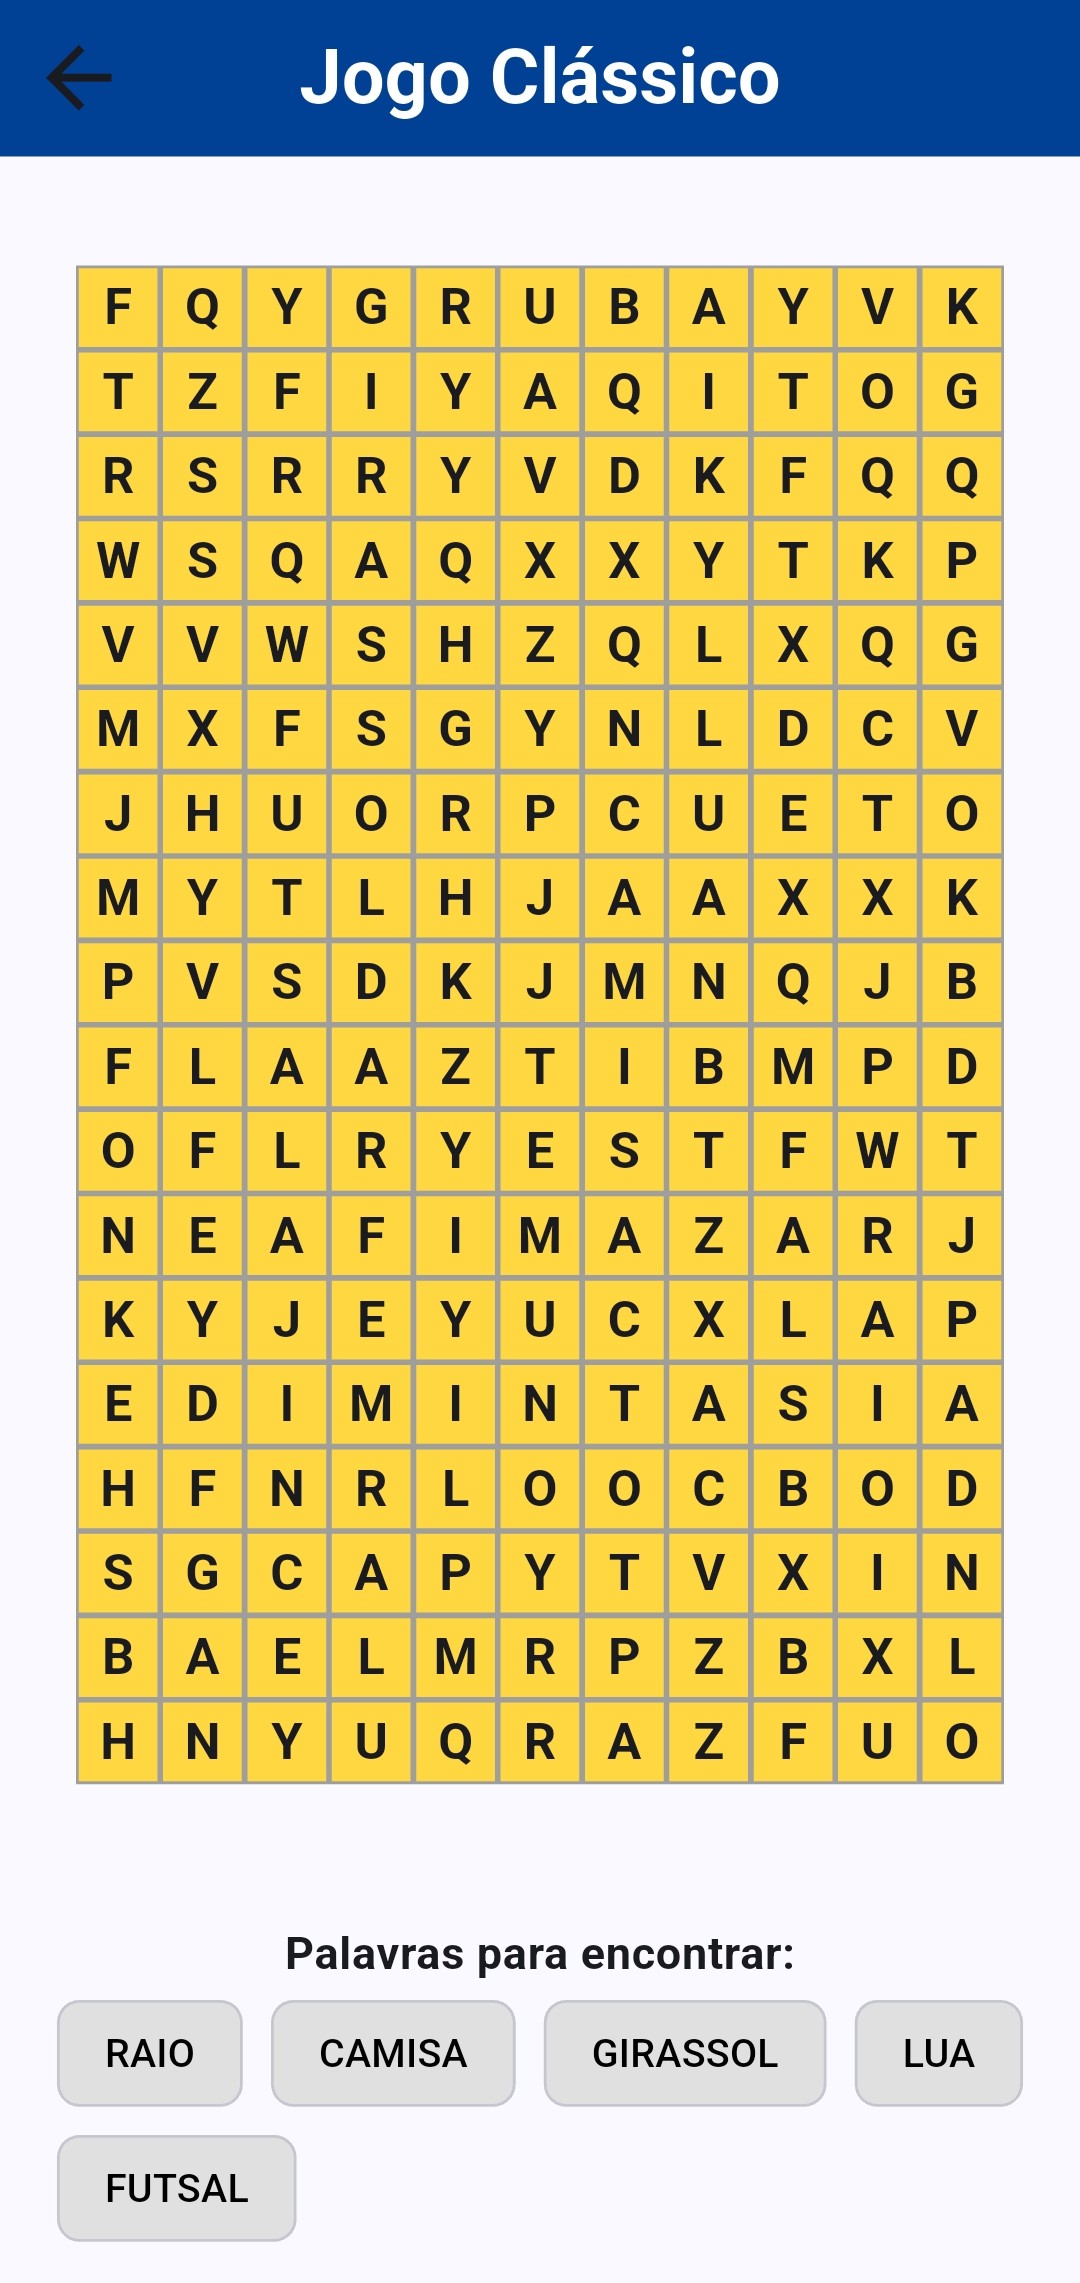 Jogo Clássico
F Q Y G R U B A Y V K
T Z F I Y A Q I T O G
R S R R Y V D K F Q Q
W S Q A Q X X Y T K P
V V W S H Z Q L X Q G
M X F S G Y N L D C V
J H U O R P C U E T O
M Y T L H J A A X X K
P V S D K J M N Q J B
F L A A Z T I B M P D
O F L R Y E S T F W T
N E A F I M A Z A R J
K Y J E Y U C X L A P
E D I M I N T A S I A
H F N R L O O C B O D
S G C A P Y T V X I N
B A E L M R P Z B X L
H N Y U Q R A Z F U O
Palavras para encontrar:
RAIO CAMISA GIRASSOL LUA
FUTSAL